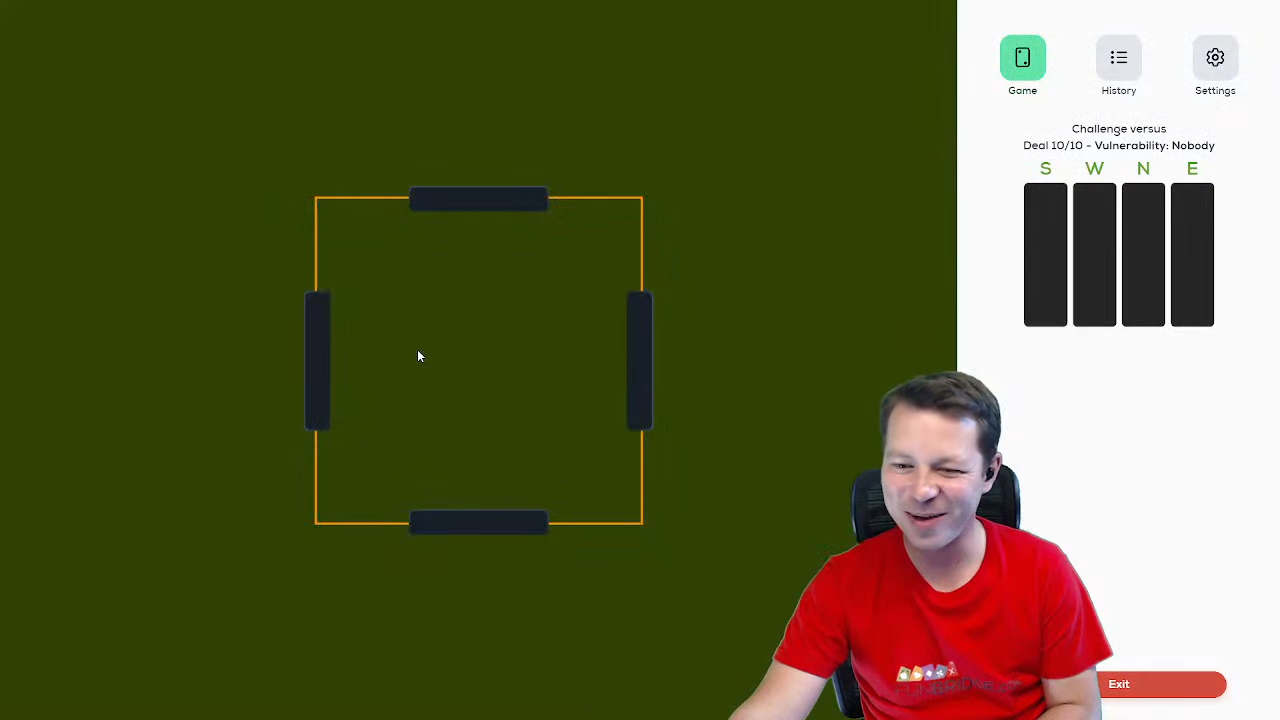 Game
History
Settings
Challenge versus
Deal 10/10 - Vulnerability: Nobody
S W N E
Exit